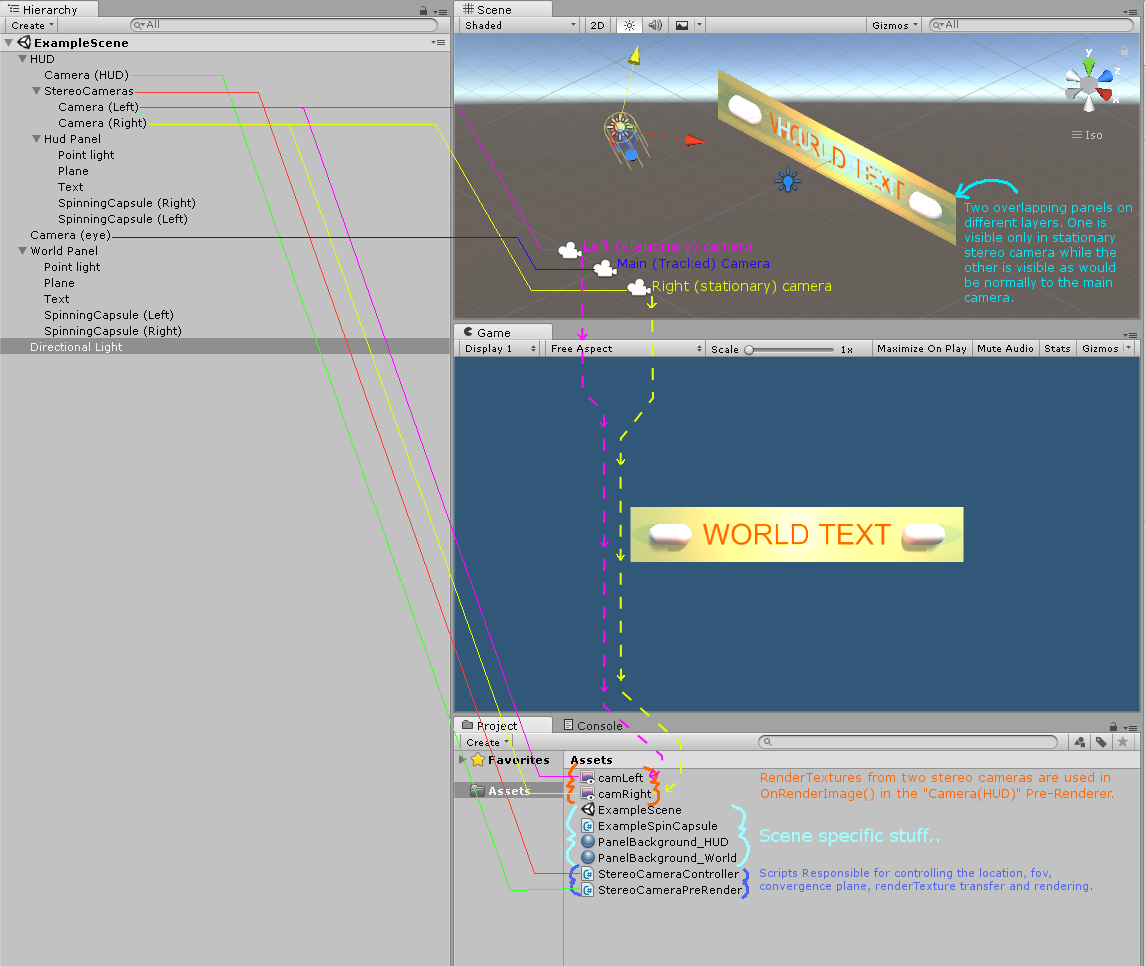 Hierarchy
Create
All
ExampleScene
HUD
Camera (HUD)
StereoCameras
Camera (Left)
Camera (Right)
Hud Panel
Point light
Plane
Text
SpinningCapsule (Right)
SpinningCapsule (Left)
Camera (eye)
World Panel
Point light
Plane
Text
SpinningCapsule (Left)
SpinningCapsule (Right)
Directional Light
Scene
Shaded
2D
Gizmos
All
y
z
x
Iso
WORLD TEXT
Two overlapping panels on
different layers. One is
visible only in stationary
stereo camera while the
other is visible as would
be normally to the main
camera.
Left (stationary) camera
Main (Tracked) Camera
Right (stationary) camera
Game
Display 1
Free Aspect
Scale
1x
Maximize On Play
Mute Audio
Stats
Gizmos
WORLD TEXT
Project
Console
Create
Favorites
Assets
Assets
camLeft
camRight
ExampleScene
ExampleSpinCapsule
PanelBackground_HUD
PanelBackground_World
StereoCameraController
StereoCameraPreRender
RenderTextures from two stereo cameras are used in
OnRenderImage() in the "Camera(HUD)" Pre-Renderer.
Scene specific stuff..
Scripts Responsible for controlling the location, fov,
convergence plane, renderTexture transfer and rendering.